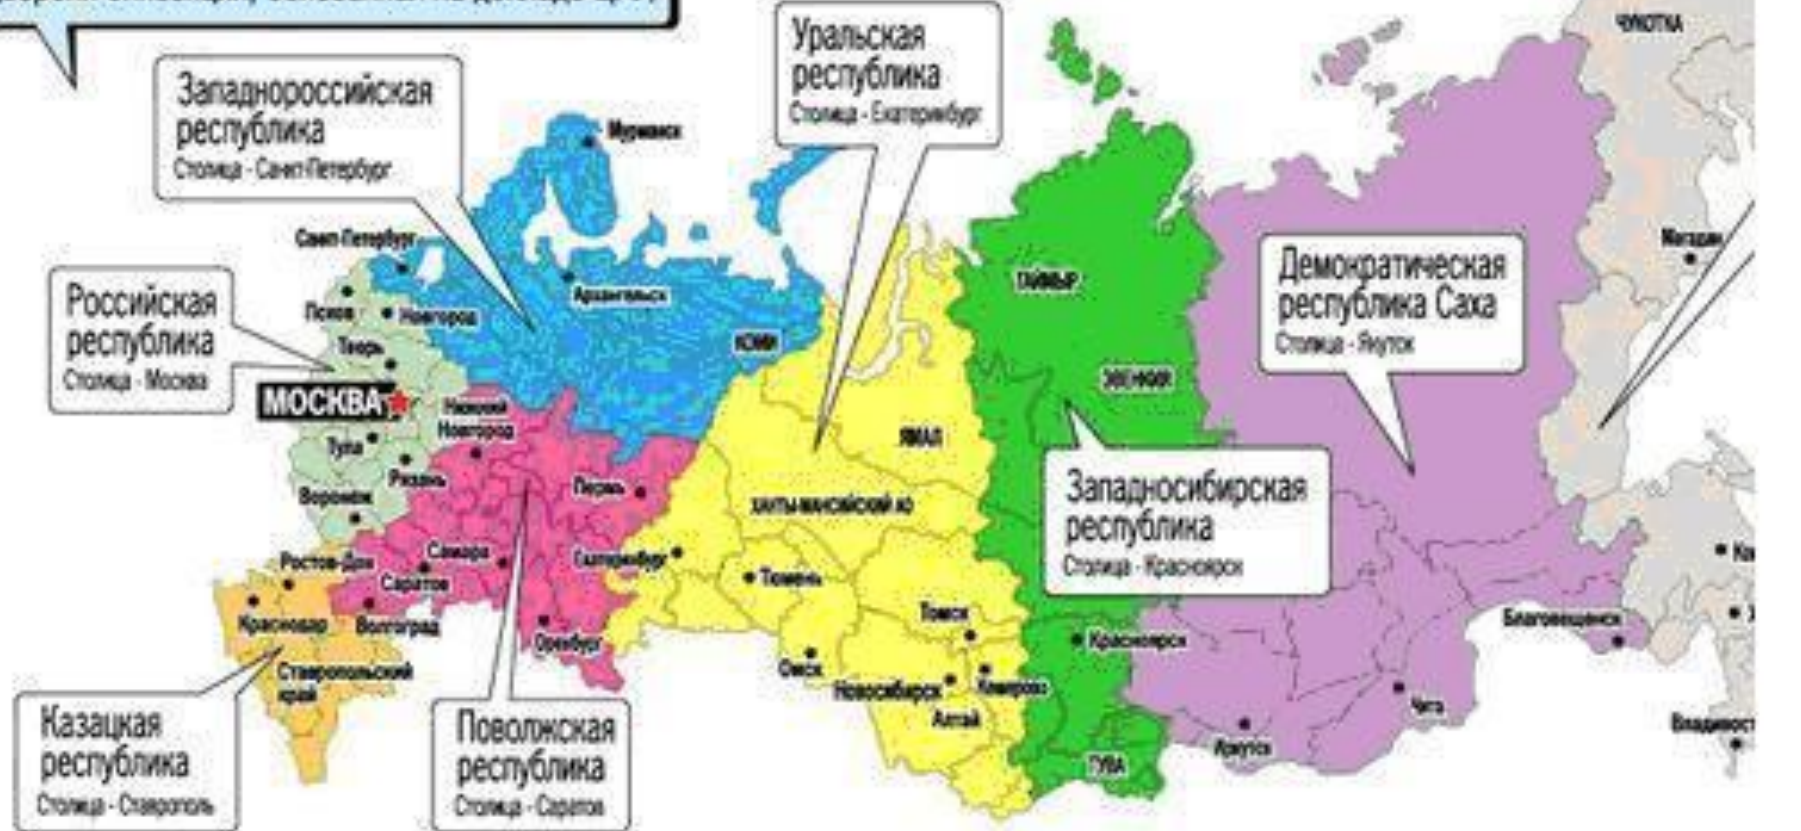 Уральская
республика
Столица - Екатеринбург
ЧУКОТКА
Западнороссийская
республика
Столица - Санкт-Петербург
Мурманск
Санкт-Петербург
Магадан
Российская
республика
Столица - Москва
Псков
Новгород
Архангельск
ТАЙМЫР
Демократическая
республика Саха
Столица - Якутск
Тверь
КОМИ
МОСКВА
Нижний
Новгород
ЭВЕНКИЯ
Тула
ЯМАЛ
Рязань
Воронеж
Пермь
ХАНТЫ-МАНСИЙСКИЙ АО
Западносибирская
республика
Столица - Красноярск
Ростов-Дон
Самара
Екатеринбург
Саратов
Тюмень
Краснодар
Волгоград
Оренбург
Томск
Красноярск
Благовещенск
Ставропольский
край
Омск
Новосибирск
Кемерово
Алтай
Чита
Иркутск
Владивост
ТУВА
Казацкая
республика
Столица - Ставрополь
Поволжская
республика
Столица - Саратов